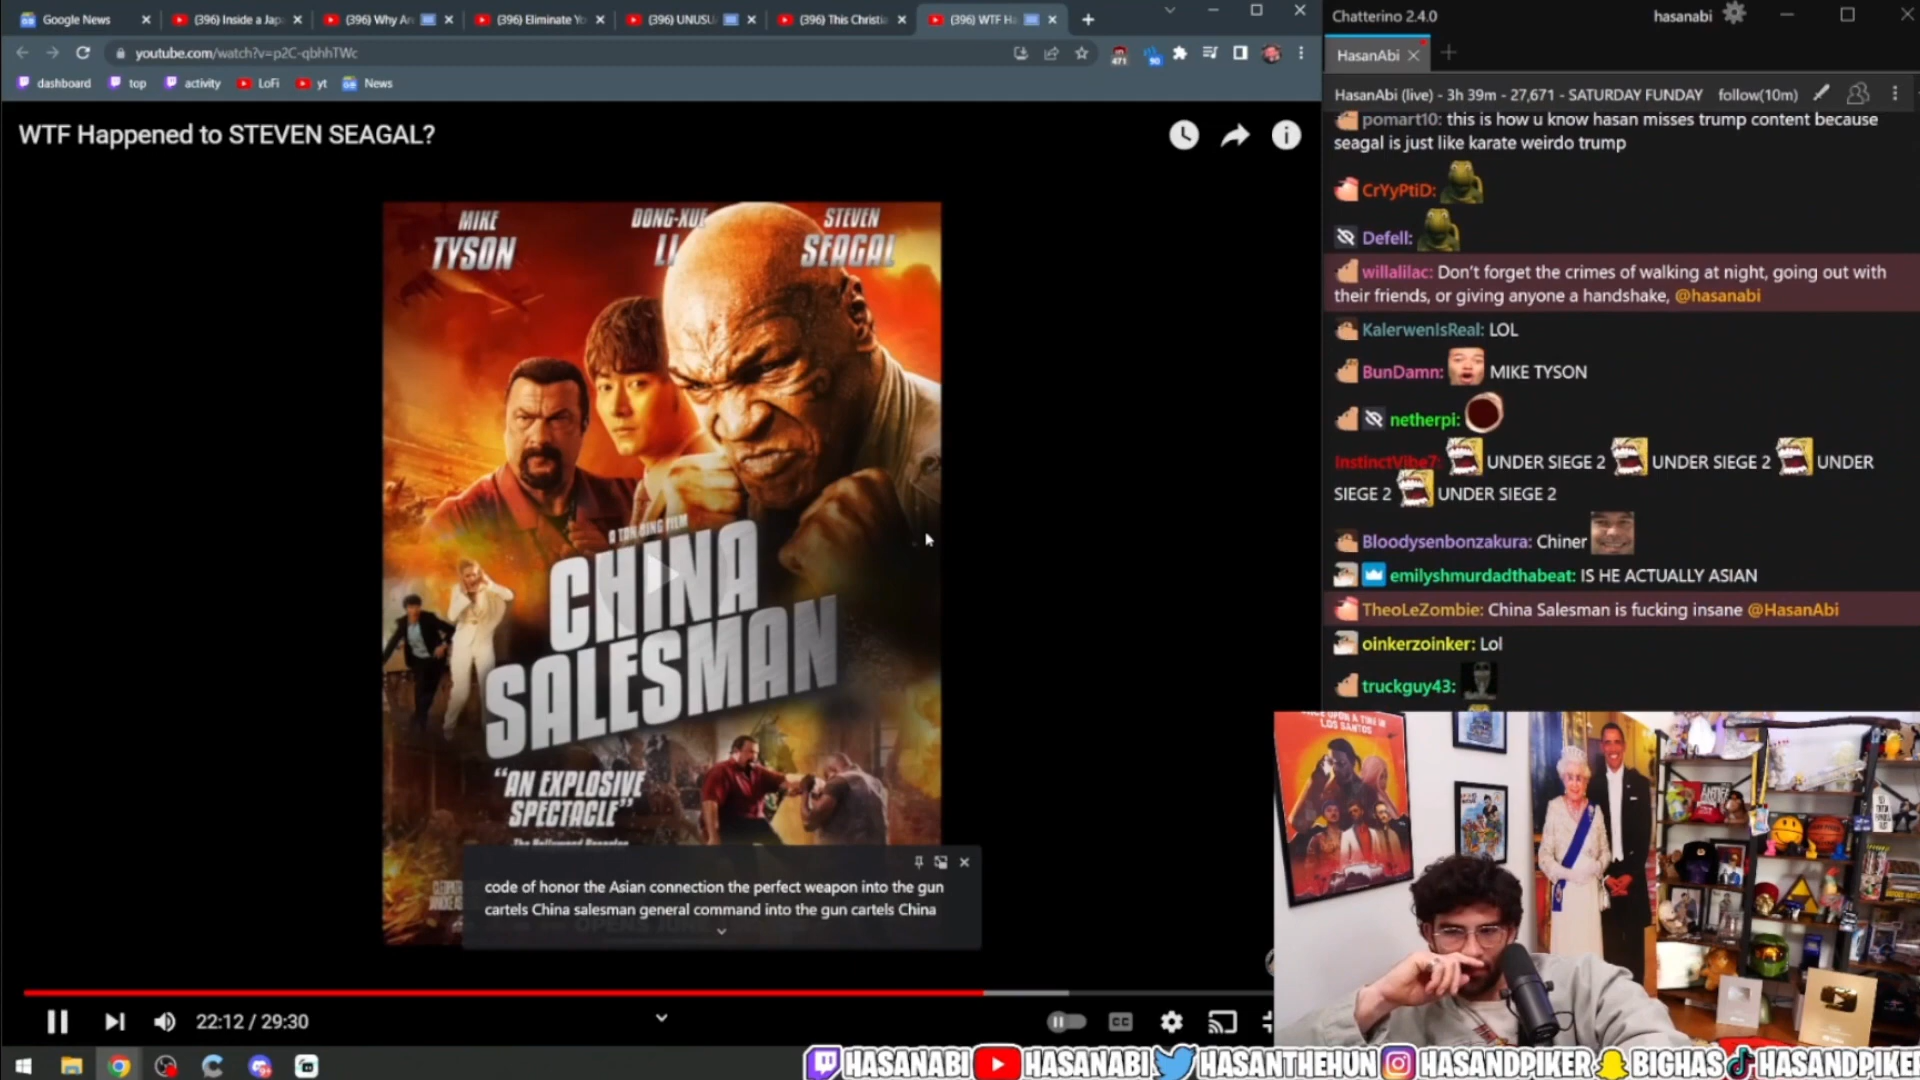 Google News
(396) Inside a Jap
(396) Why Ar
(396) Eliminate Yo
(396) UNUSU
(396) This Christia
(396) WTF Ha
youtube.com/watch?v=p2C-qbhhTWc
471
90
dashboard
top
activity
LoFi
yt
News
WTF Happened to STEVEN SEAGAL?
MIKE
TYSON
DONG-XUE
LI
STEVEN
SEAGAL
CHINA
SALESMAN
"AN EXPLOSIVE
SPECTACLE"
code of honor the Asian connection the perfect weapon into the gun
cartels China salesman general command into the gun cartels China
22:12 / 29:30
CC
Chatterino 2.4.0
hasanabi
HasanAbi
HasanAbi (live) - 3h 39m - 27,671 - SATURDAY FUNDAY follow(10m)
pomart10: this is how u know hasan misses trump content because
seagal is just like karate weirdo trump
CrYyPtiD:
Defell:
willalilac: Don't forget the crimes of walking at night, going out with
their friends, or giving anyone a handshake, @hasanabi
KalerwenIsReal: LOL
BunDamn: MIKE TYSON
netherpi:
InstinctVibe7: UNDER SIEGE 2 UNDER SIEGE 2 UNDER
SIEGE 2 UNDER SIEGE 2
Bloodysenbonzakura: Chiner
emilyshmurdadthabeat: IS HE ACTUALLY ASIAN
TheoLeZombie: China Salesman is fucking insane @HasanAbi
oinkerzoinker: Lol
truckguy43:
LOS SANTOS
HASANABI HASANABI HASANTHEHUN HASANDPIKER BIGHAS HASANDPIKER